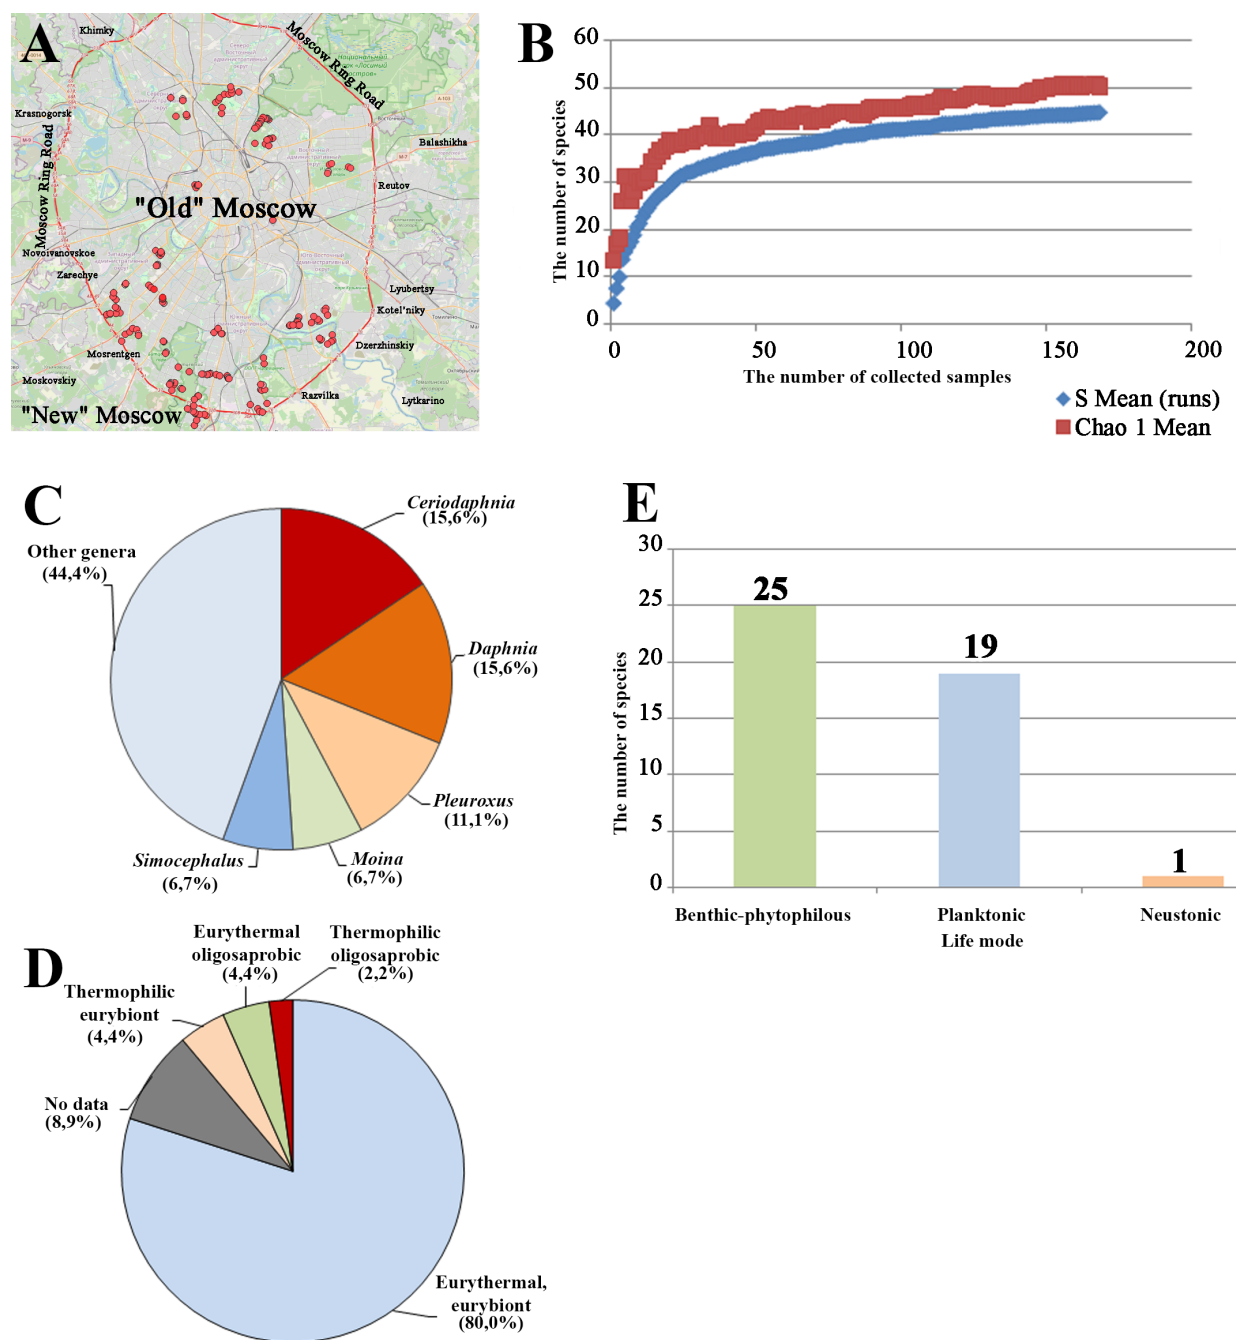 A
Khimky
Moscow Ring Road
Krasnogorsk
Moscow Ring Road
Balashikha
Reutov
"Old" Moscow
Novoivanovskoe
Zarechye
Lyubertsy
Kotel'niky
Mosrentgen
Dzerzhinskiy
Moskovskiy
Razvilka
Lytkarino
"New" Moscow
B
The number of species
60
50
40
30
20
10
0
0 50 100 150 200
The number of collected samples
S Mean (runs)
Chao 1 Mean
C
Ceriodaphnia
(15,6%)
Other genera
(44,4%)
Daphnia
(15,6%)
Pleuroxus
(11,1%)
Moina
(6,7%)
Simocephalus
(6,7%)
D
Eurythermal
oligosaprobic
(4,4%)
Thermophilic
oligosaprobic
(2,2%)
Thermophilic
eurybiont
(4,4%)
No data
(8,9%)
Eurythermal,
eurybiont
(80,0%)
E
The number of species
30
25
20
15
10
5
0
25
19
1
Benthic-phytophilous Planktonic Neustonic
Life mode